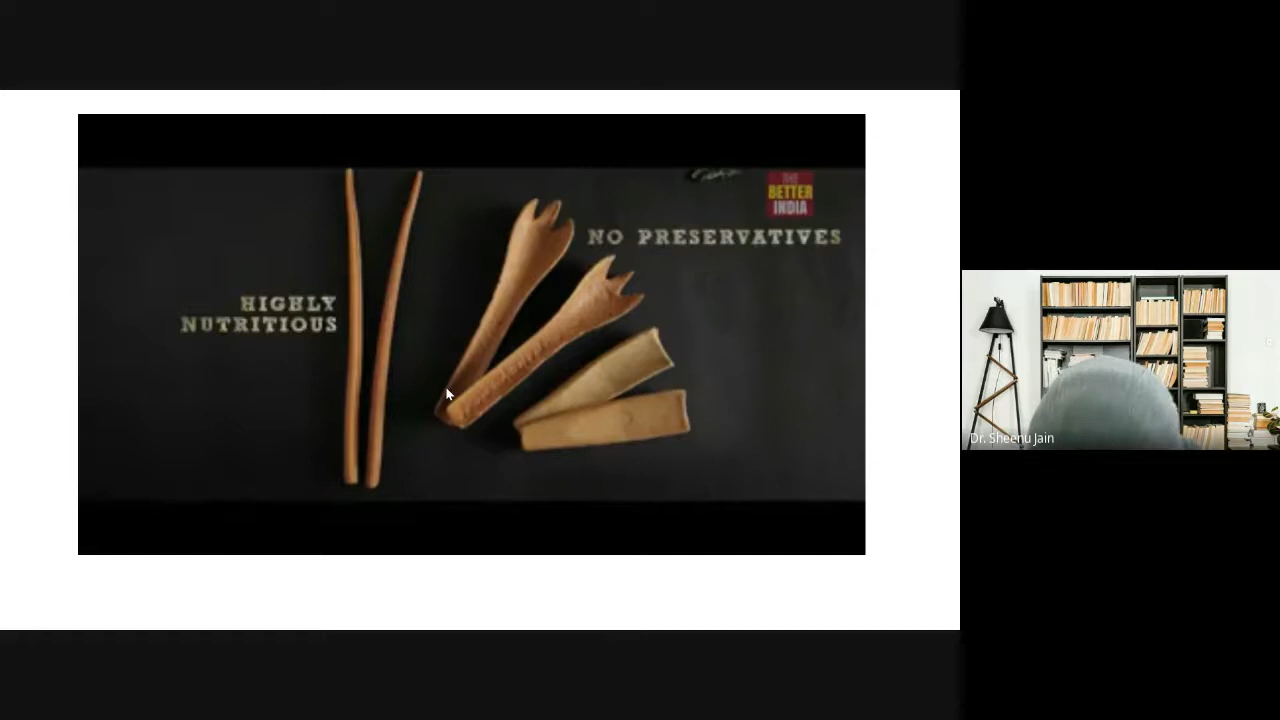 THE
BETTER
INDIA
NO PRESERVATIVES
HIGHLY
NUTRITIOUS
Dr. Sheenu Jain